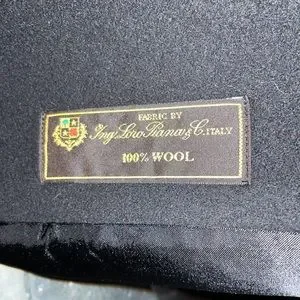 FABRIC BY
Ing. Loro Piana & C. ITALY
100% WOOL